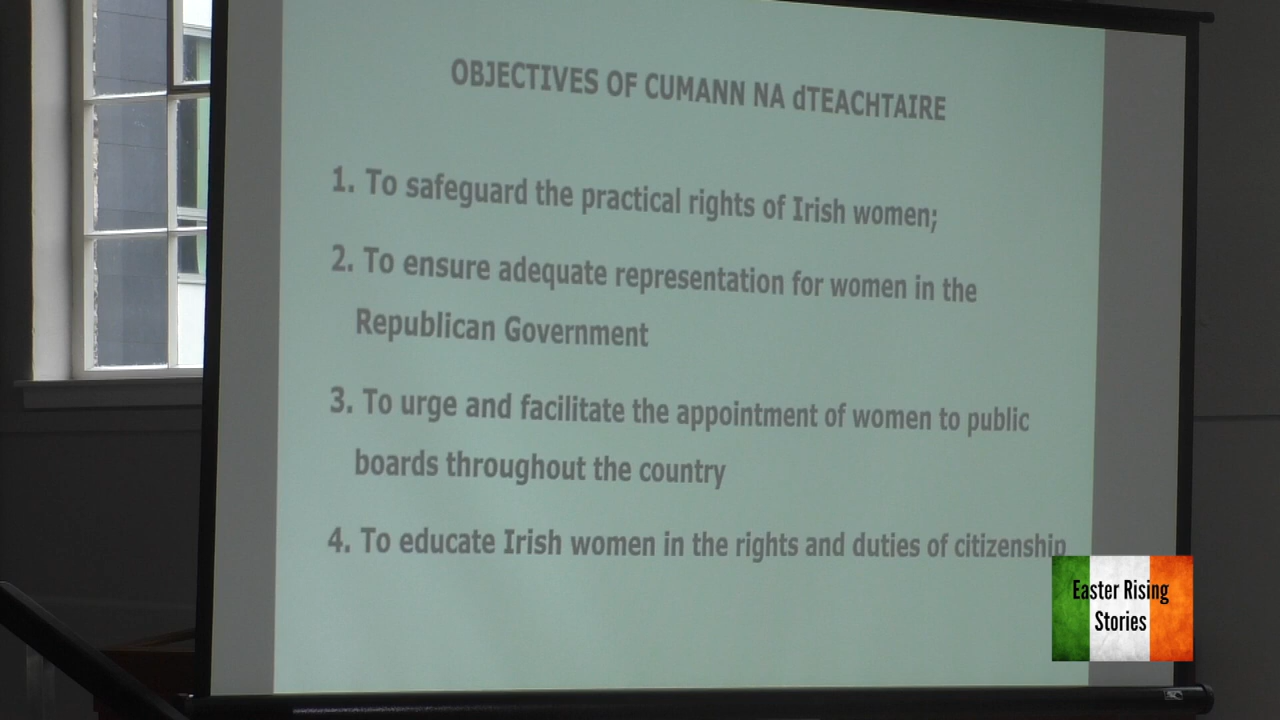 OBJECTIVES OF CUMANN NA dTEACHTAIRE
1. To safeguard the practical rights of Irish women;
2. To ensure adequate representation for women in the
Republican Government
3. To urge and facilitate the appointment of women to public
boards throughout the country
4. To educate Irish women in the rights and duties of citizenship
Easter Rising
Stories